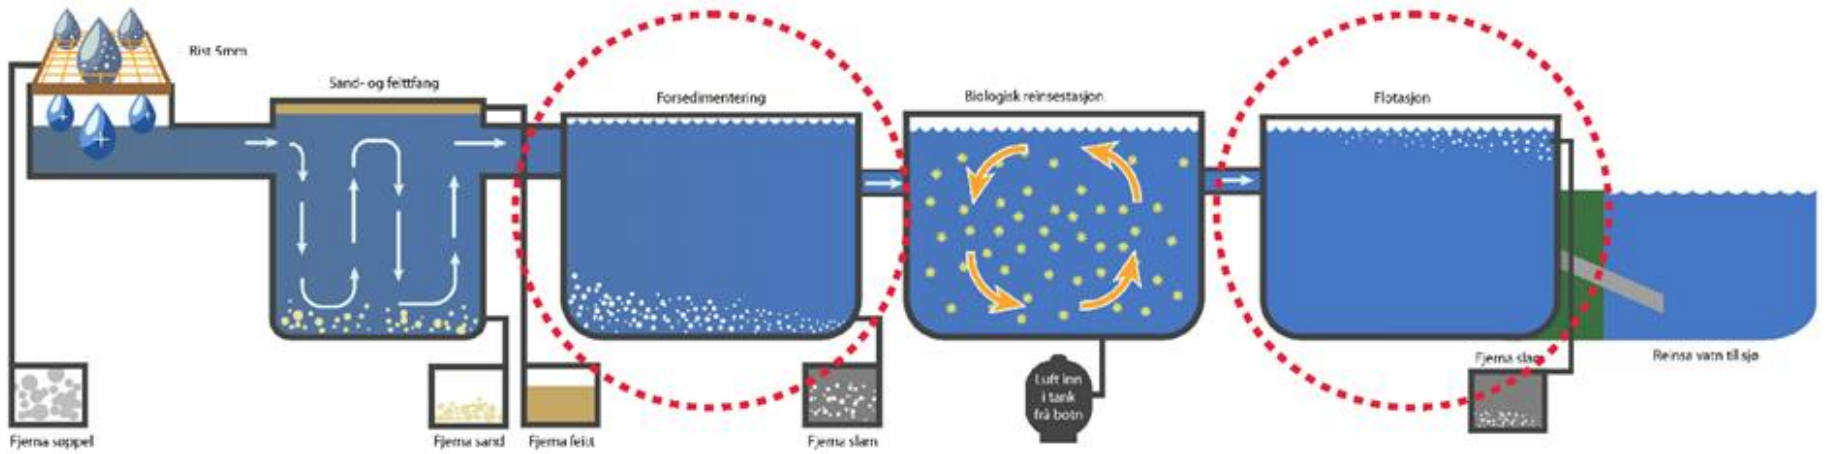 Rist 5mm
Sand- og feittfang
Forsedimentering
Biologisk reinsestasjon
Flotasjon
Luft inn
i tank
frå botn
Fjerna slam
Reinsa vatn til sjø
Fjerna søppel
Fjerna sand
Fjerna feitt
Fjerna slam